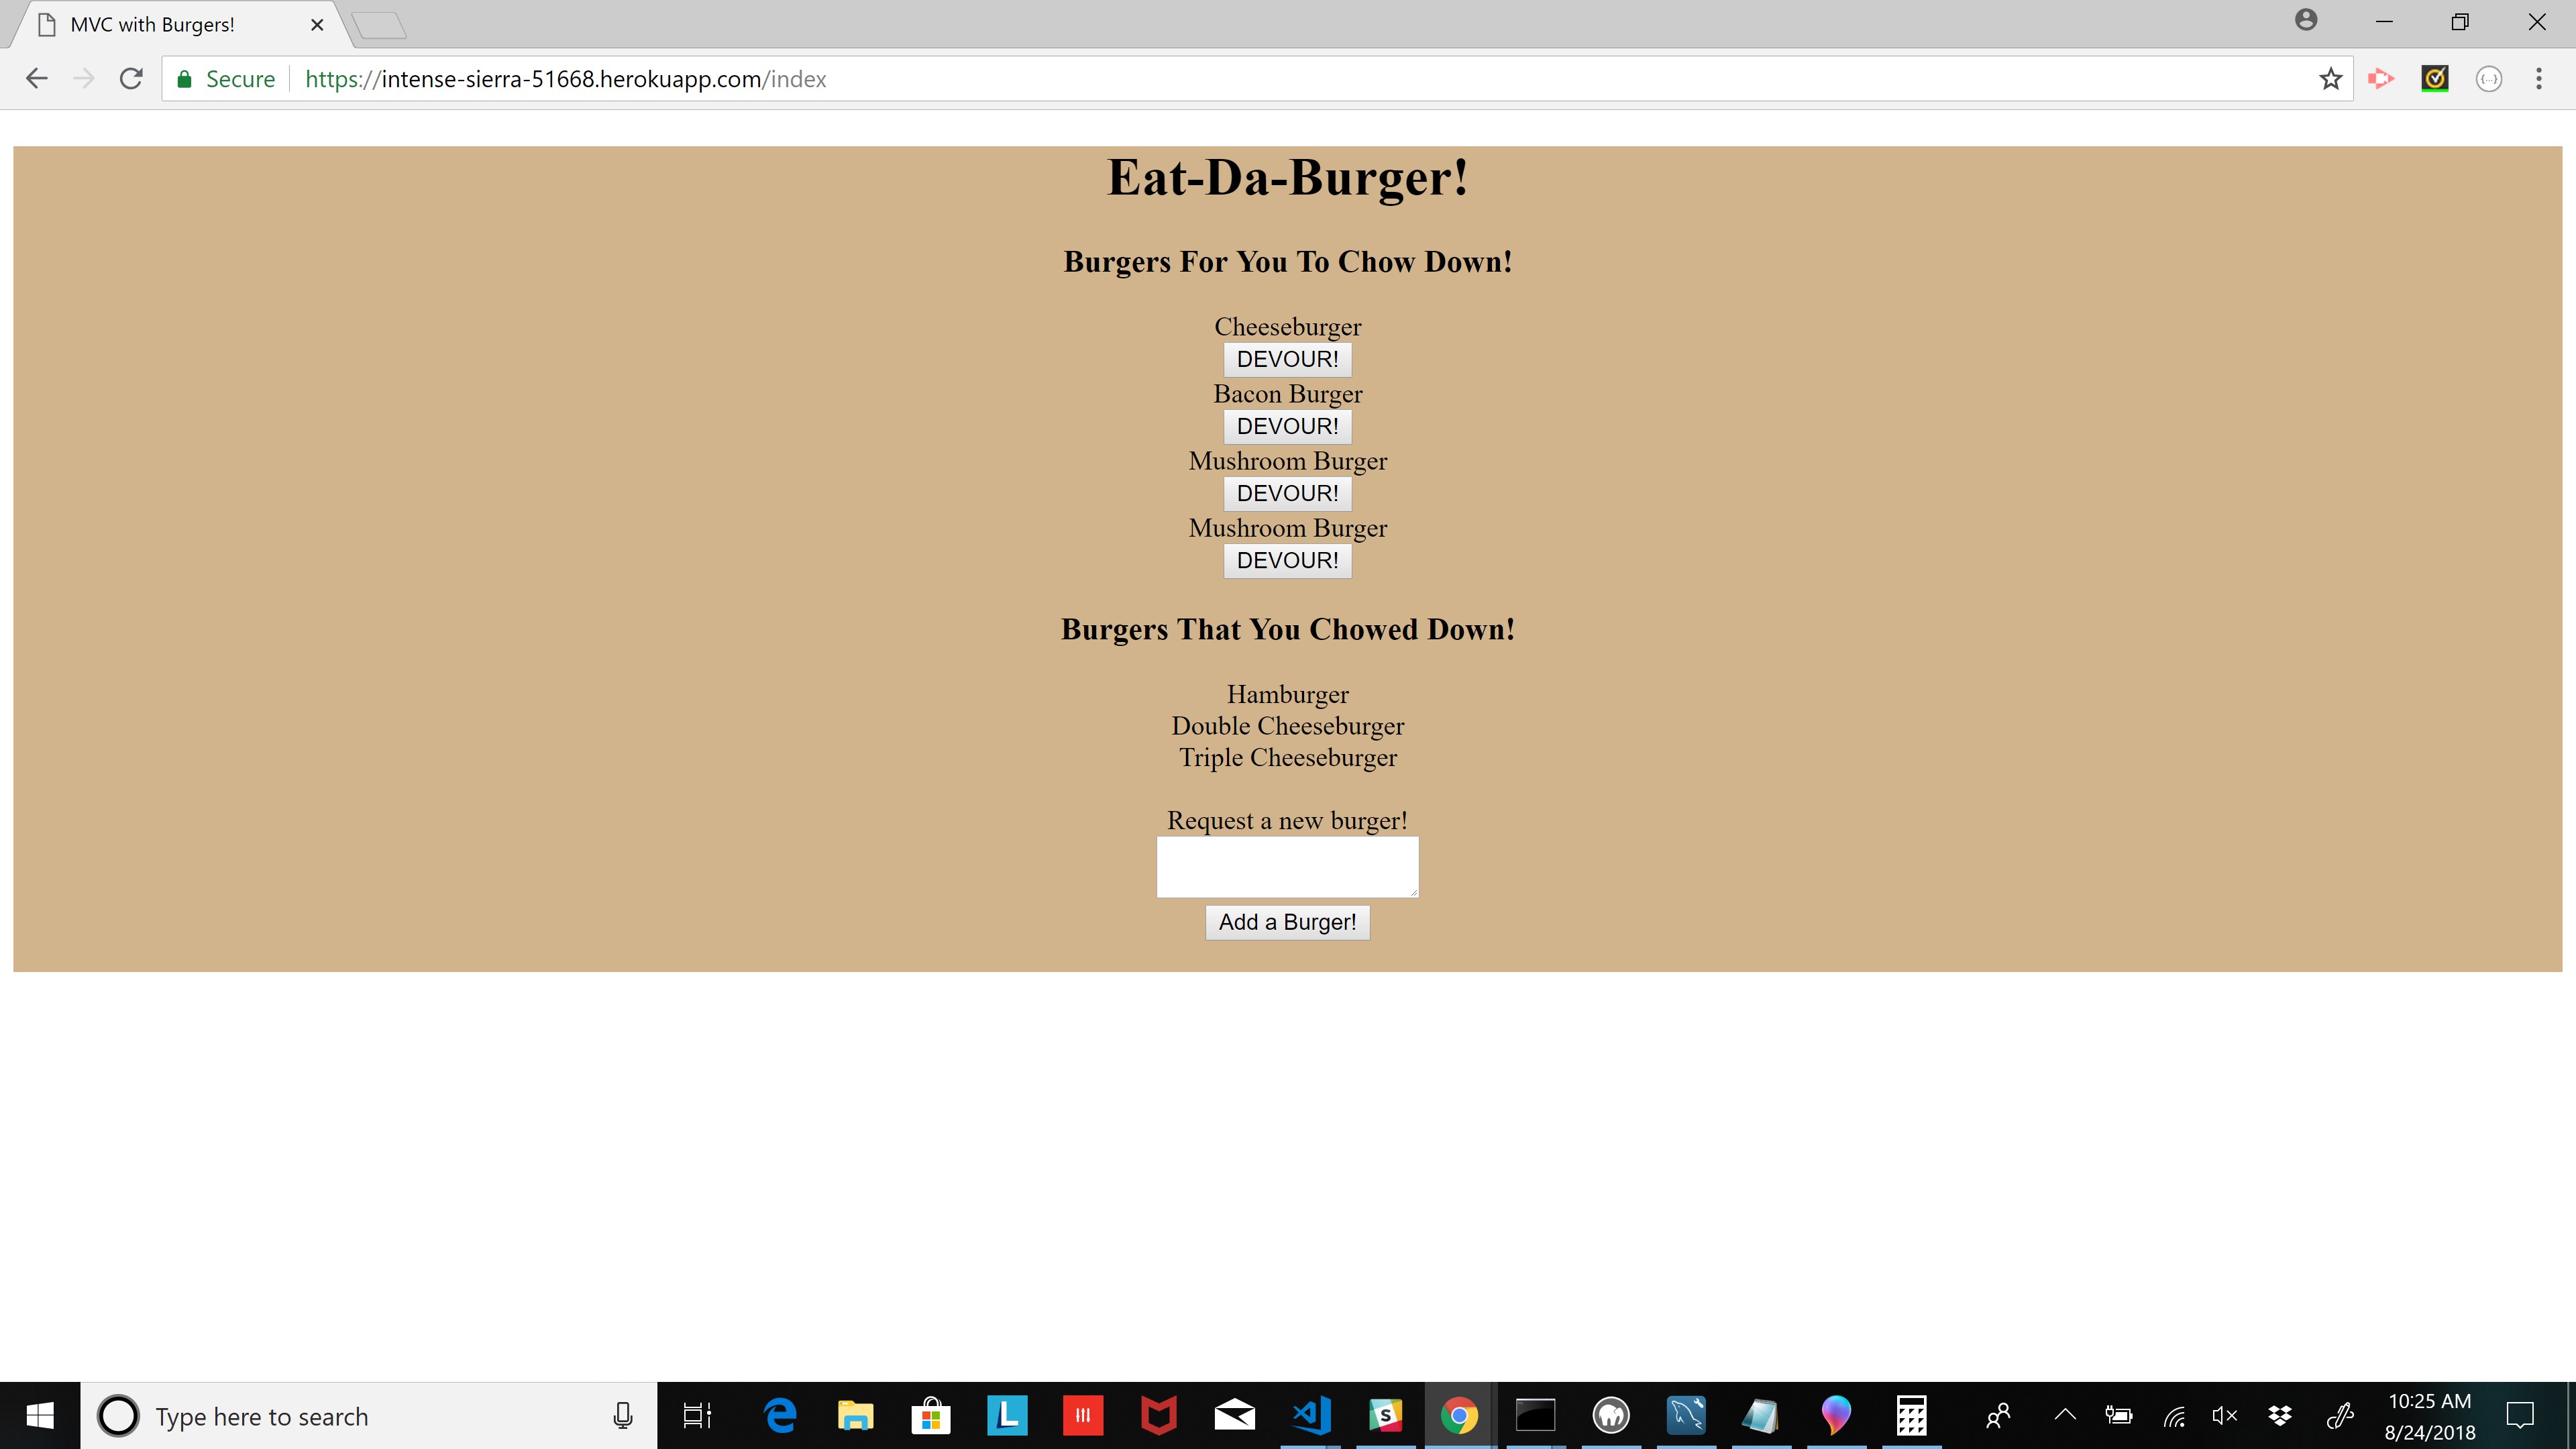 MVC with Burgers!
Secure https://intense-sierra-51668.herokuapp.com/index
Eat-Da-Burger!
Burgers For You To Chow Down!
Cheeseburger
DEVOUR!
Bacon Burger
DEVOUR!
Mushroom Burger
DEVOUR!
Mushroom Burger
DEVOUR!
Burgers That You Chowed Down!
Hamburger
Double Cheeseburger
Triple Cheeseburger
Request a new burger!
Add a Burger!
Type here to search
10:25 AM
8/24/2018